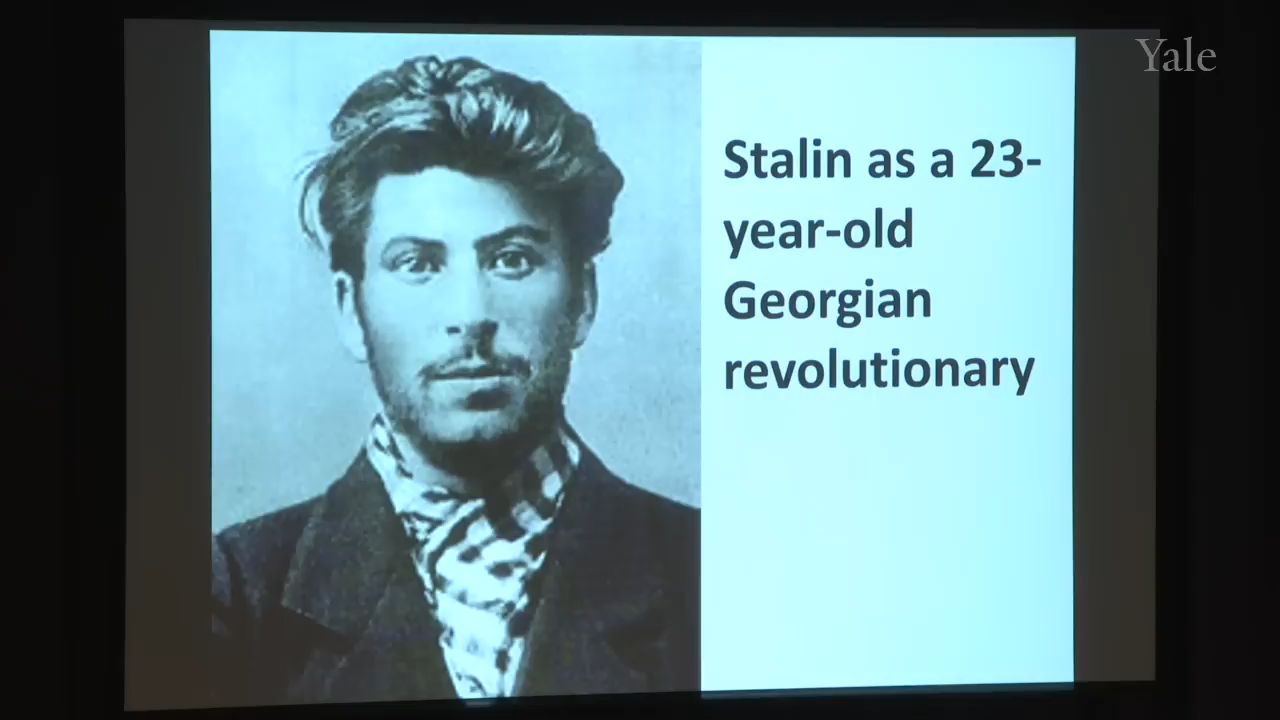 Yale
Stalin as a 23-
year-old
Georgian
revolutionary